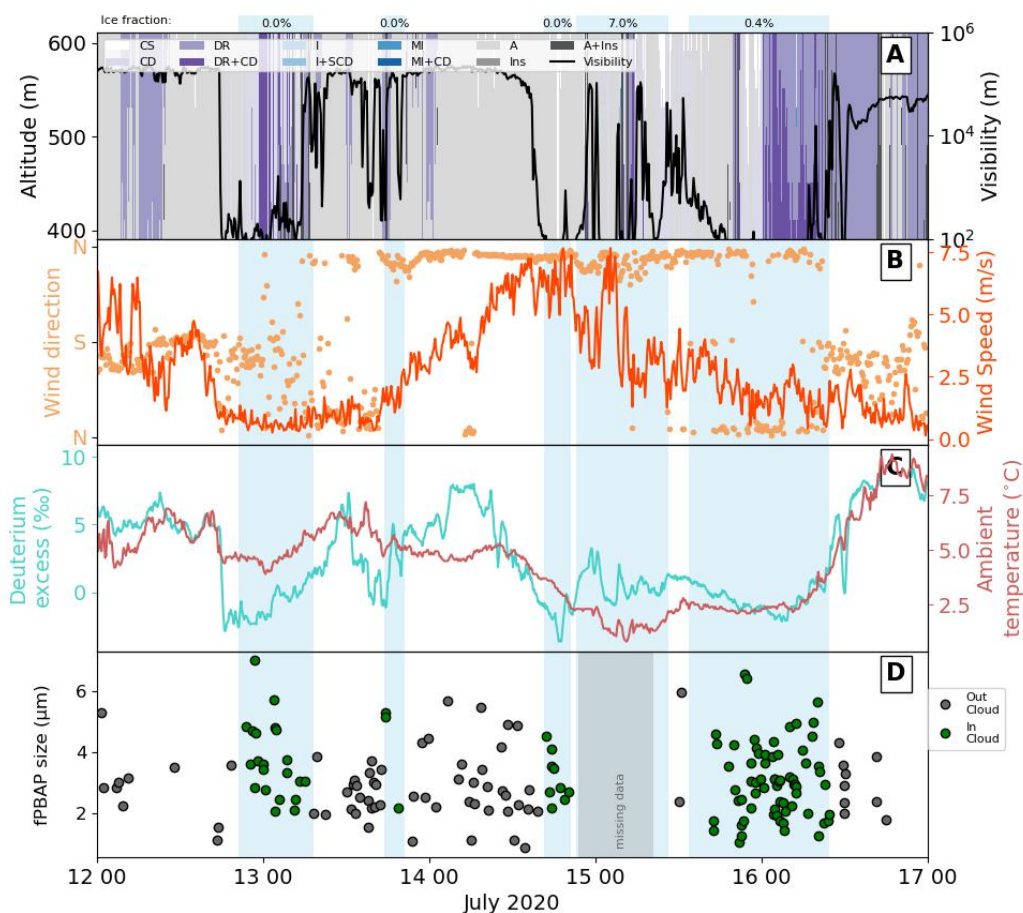 Ice fraction: 0.0% 0.0% 0.0% 7.0% 0.4%
CS DR I MI A A+Ins
CD DR+CD I+SCD MI+CD Ins Visibility
A
Altitude (m)
600
500
400
Visibility (m)
10^6
10^4
10^2
B
Wind direction
N
S
N
Wind Speed (m/s)
7.5
5.0
2.5
0.0
C
Deuterium
excess (‰)
10
5
0
Ambient
temperature (°C)
7.5
5.0
2.5
D
fPBAP size (μm)
6
4
2
missing data
Out
Cloud
In
Cloud
12 00 13 00 14 00 15 00 16 00 17 00
July 2020